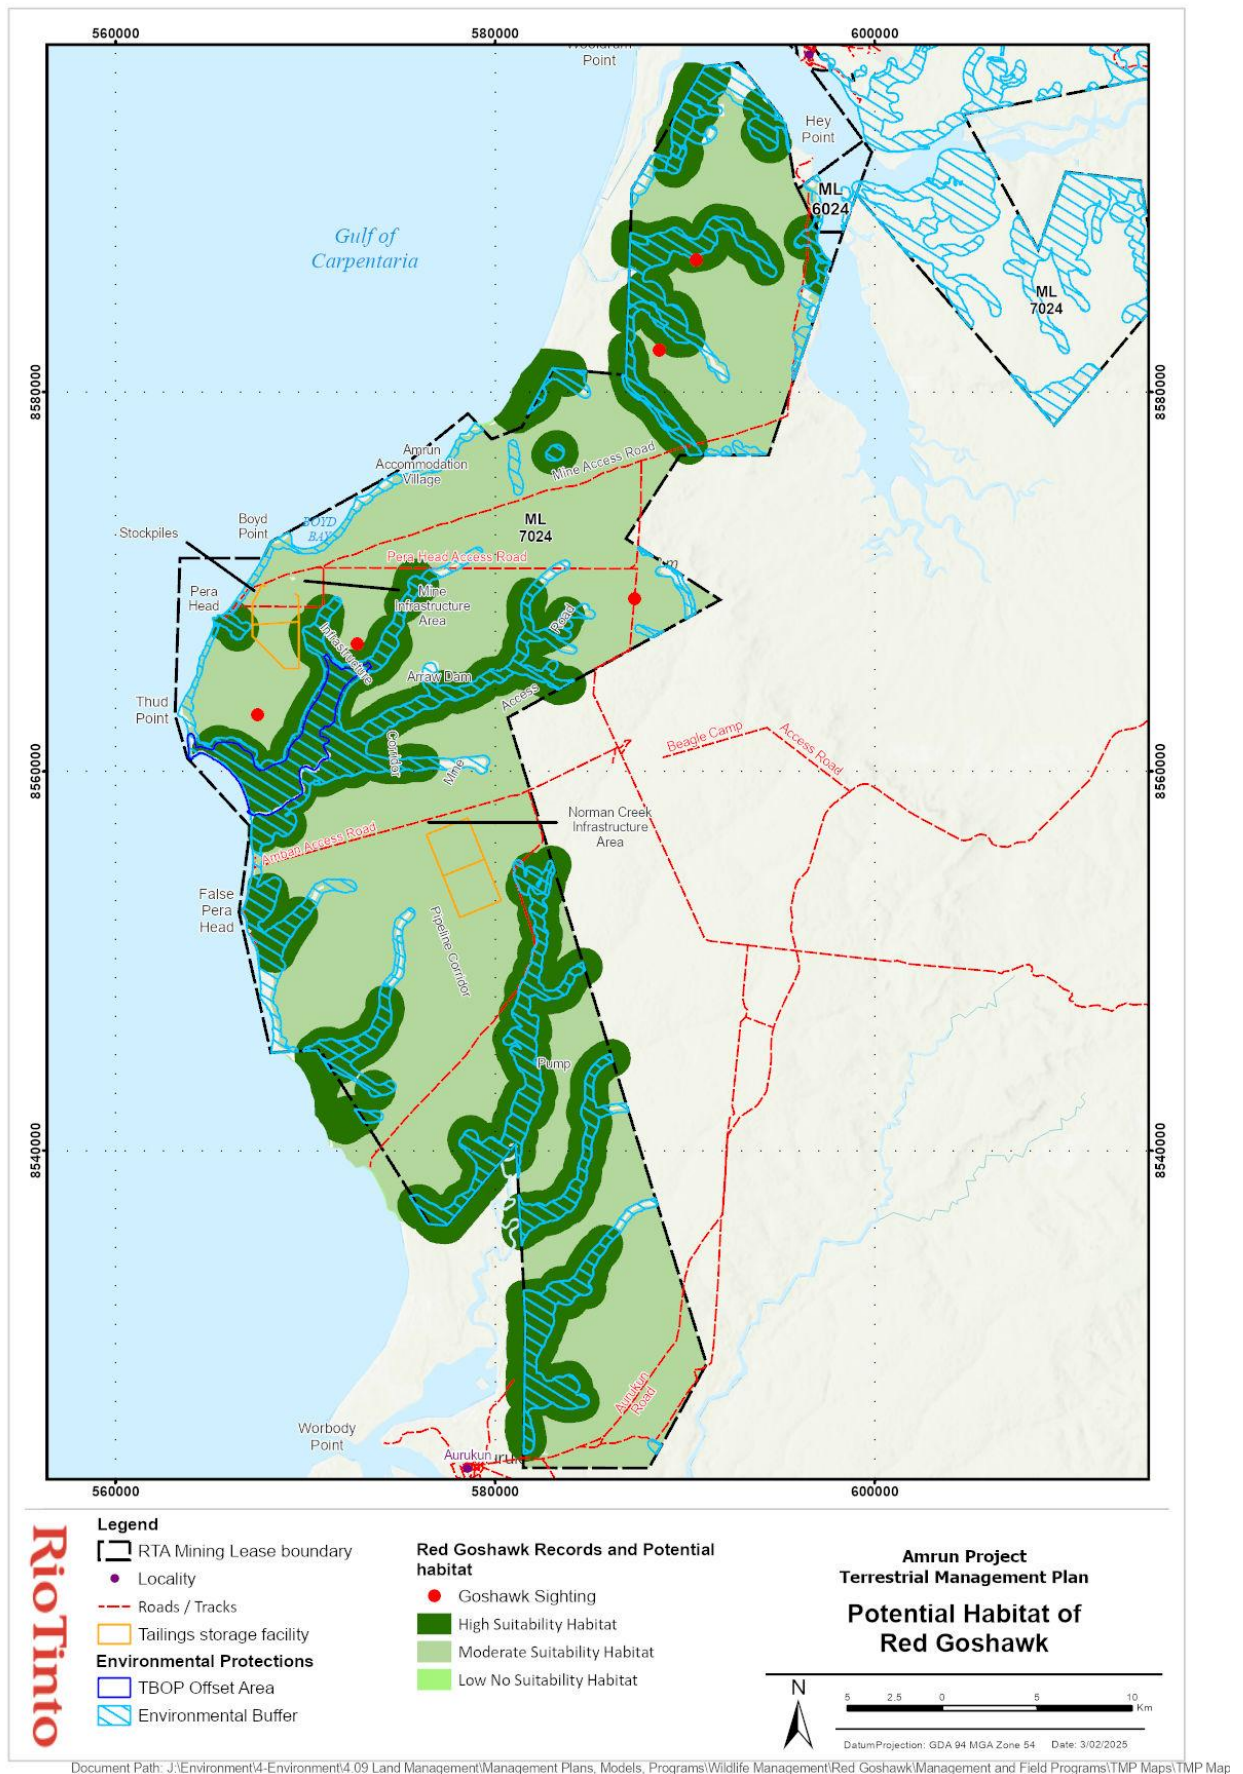 560000
580000
600000
Point
Hey
Point
ML
6024
Gulf of
Carpentaria
ML
7024
8580000
8580000
Amrun
Accommodation
Village
Mine Access Road
Boyd
Point
BOYD
BAY
Stockpiles
ML
7024
Pera Head Access Road
m
Pera
Head
Mine
Infrastructure
Area
Infrastructure
Road
Arraw Dam
Access
Thud
Point
Corridor
Mine
Beagle Camp
Access Road
8560000
8560000
Norman Creek
Infrastructure
Area
Amban Access Road
False
Pera
Head
Pipeline Corridor
Pump
8540000
8540000
Aurukun
Road
Worbody
Point
Aurukun
560000
580000
600000
RioTinto
Legend
RTA Mining Lease boundary
Locality
Roads / Tracks
Tailings storage facility
Environmental Protections
TBOP Offset Area
Environmental Buffer
Red Goshawk Records and Potential
habitat
Goshawk Sighting
High Suitability Habitat
Moderate Suitability Habitat
Low No Suitability Habitat
Amrun Project
Terrestrial Management Plan
Potential Habitat of
Red Goshawk
N
5 2.5 0 5 10
Km
DatumProjection: GDA 94 MGA Zone 54 Date: 3/02/2025
Document Path: J:\Environment\4-Environment\4.09 Land Management\Management Plans, Models, Programs\Wildlife Management\Red Goshawk\Management and Field Programs\TMP Maps\TMP Map